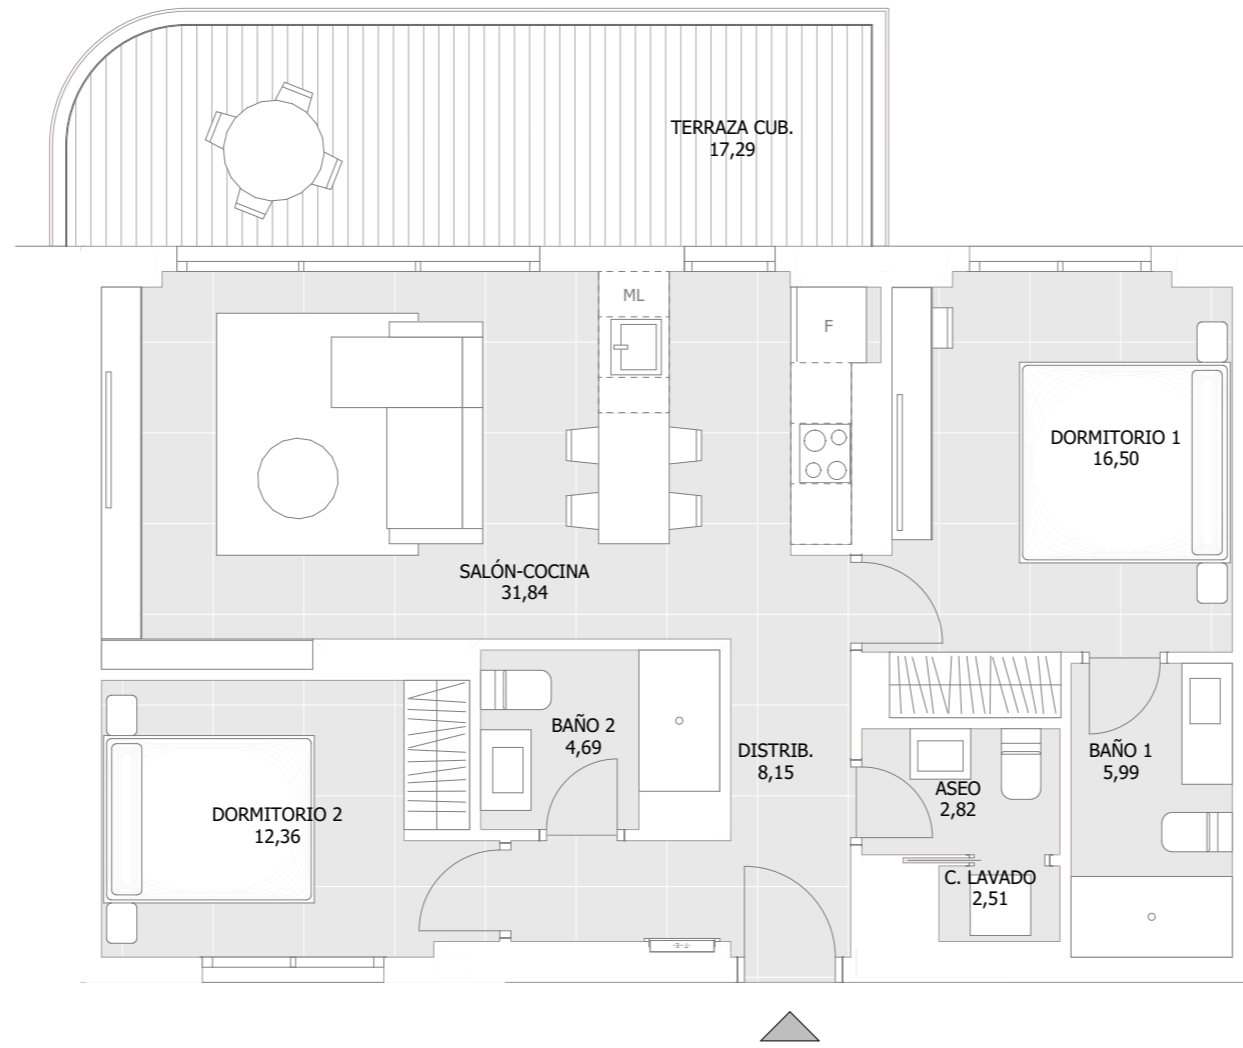 TERRAZA CUB.
17,29
ML
F
DORMITORIO 1
16,50
SALÓN-COCINA
31,84
BAÑO 2
4,69
DISTRIB.
8,15
BAÑO 1
5,99
ASEO
2,82
DORMITORIO 2
12,36
C. LAVADO
2,51